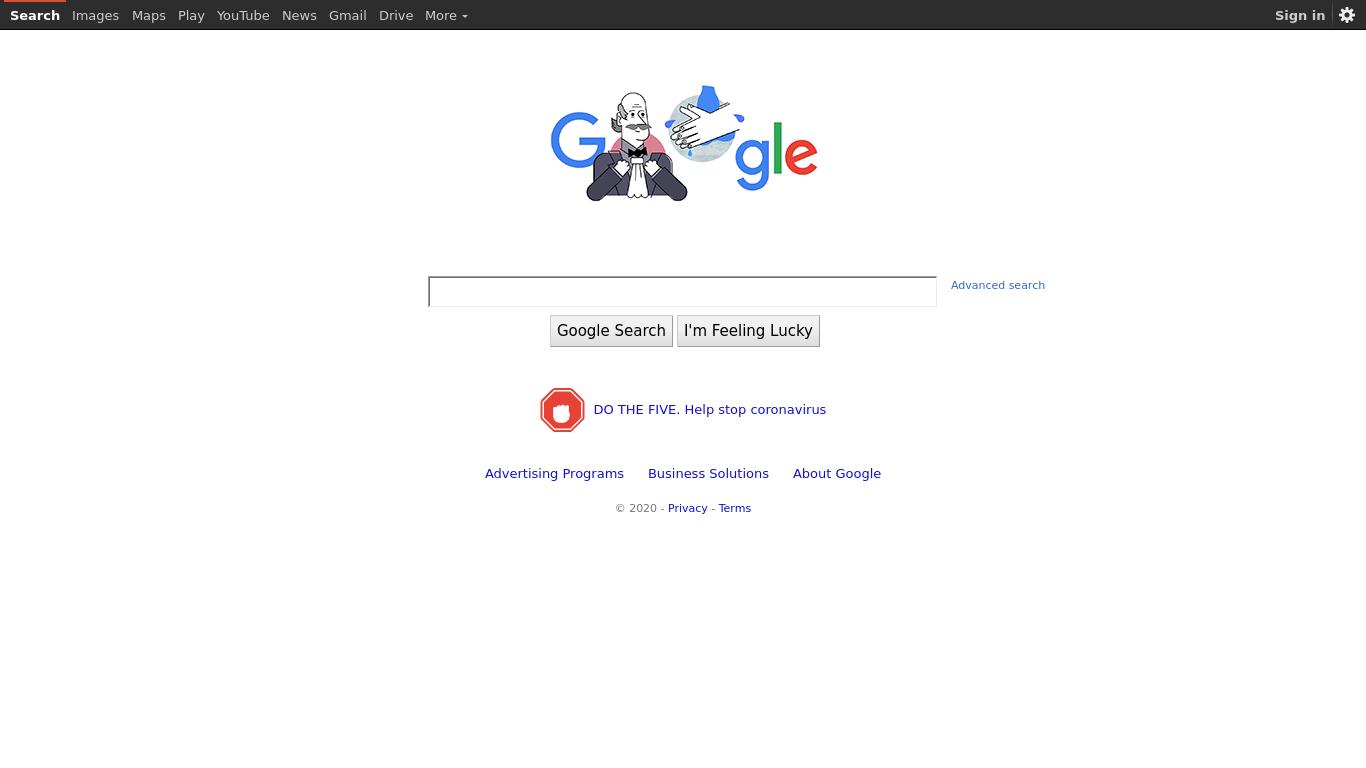 Search Images Maps Play YouTube News Gmail Drive More Sign in
Google
Advanced search
Google Search I'm Feeling Lucky
DO THE FIVE. Help stop coronavirus
Advertising Programs Business Solutions About Google
© 2020 - Privacy - Terms